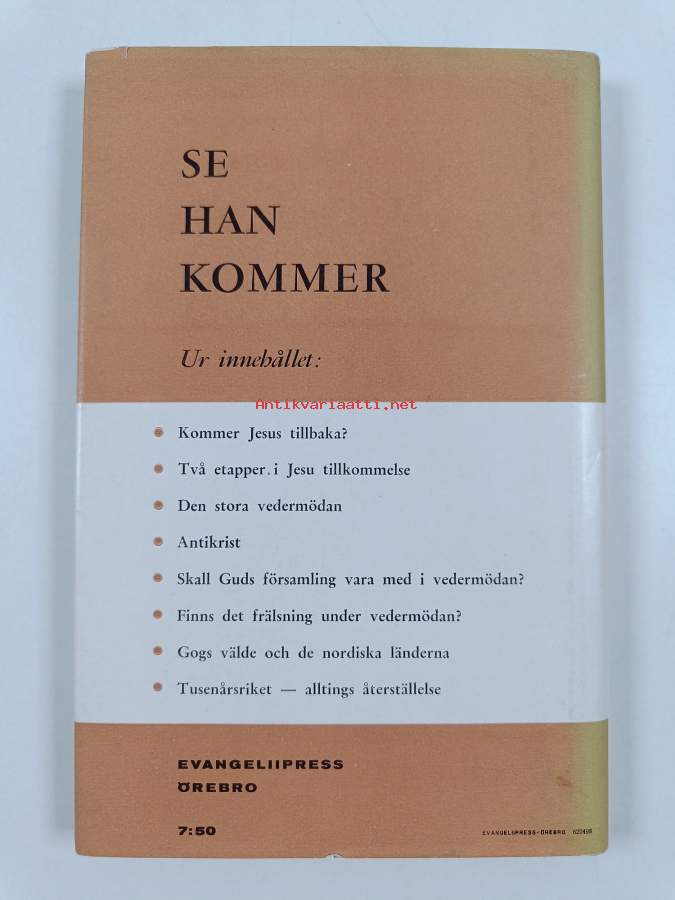 SE
HAN
KOMMER
Ur innehållet:
Antikvariaatti.net
Kommer Jesus tillbaka?
Två etapper. i Jesu tillkommelse
Den stora vedermödan
Antikrist
Skall Guds församling vara med i vedermödan?
Finns det frälsning under vedermödan?
Gogs välde och de nordiska länderna
Tusenårsriket — alltings återställelse
EVANGELIIPRESS
ÖREBRO
7:50
EVANGELIIPRESS-ÖREBRO